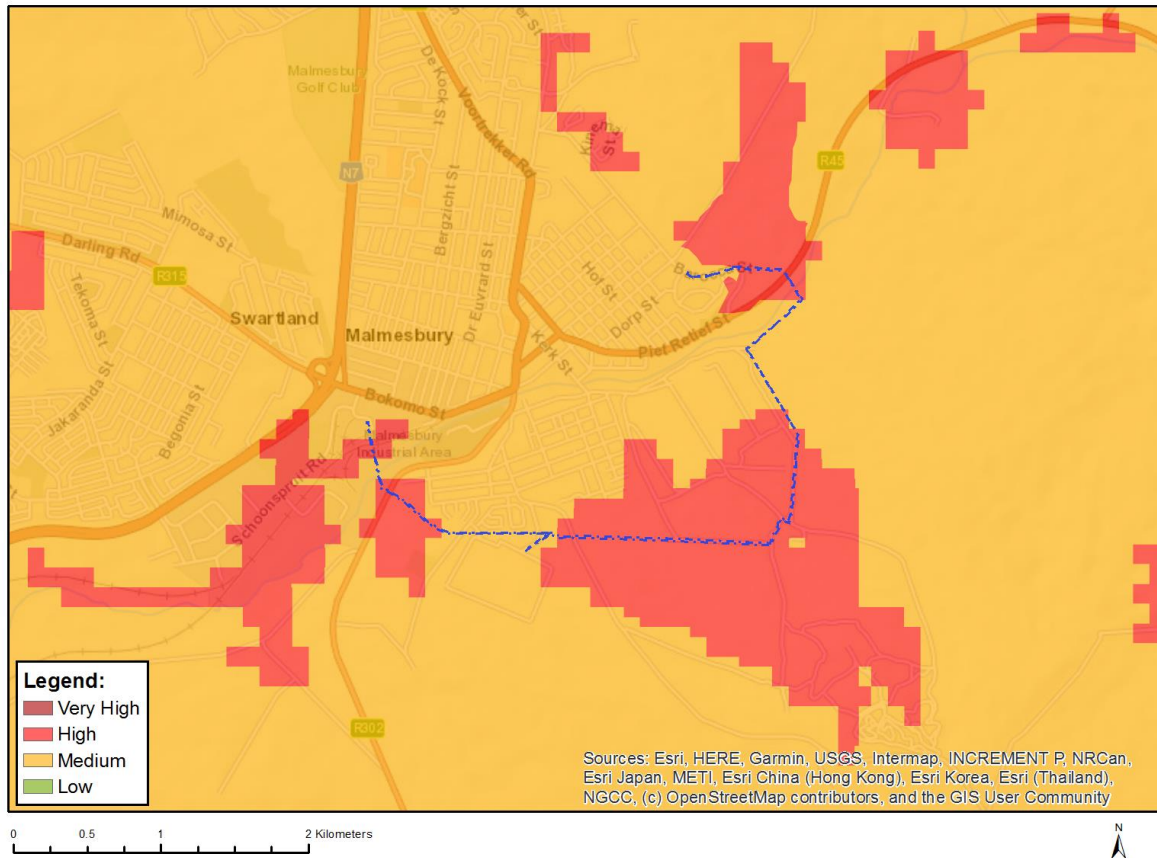 Malmesbury
Golf Club
De Kock St
Voortrekker Rd
N7
R45
Bergzicht St
Mimosa St
Darling Rd
R315
Tekoma St
Swartland
Malmesbury
Dr Euvrard St
Hof St
Dorp St
Kerk St
Piet Retief St
Jakaranda St
Begonia St
Bokomo St
Malmesbury
Industrial Area
Schoonspruit Rd
R302
Legend:
Very High
High
Medium
Low
Sources: Esri, HERE, Garmin, USGS, Intermap, INCREMENT P, NRCan,
Esri Japan, METI, Esri China (Hong Kong), Esri Korea, Esri (Thailand),
NGCC, (c) OpenStreetMap contributors, and the GIS User Community
0 0.5 1 2 Kilometers
N